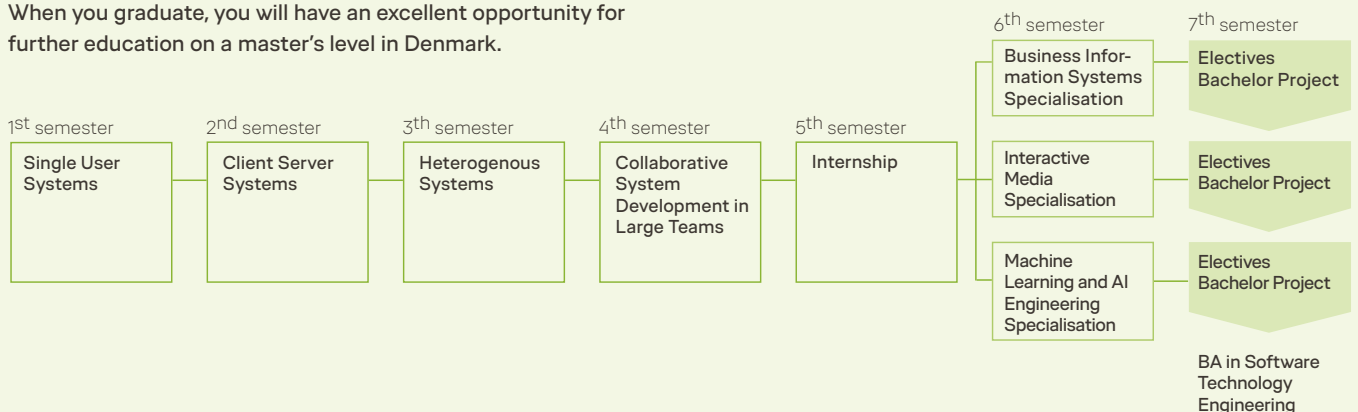 When you graduate, you will have an excellent opportunity for
further education on a master's level in Denmark.
1st semester
Single User
Systems
2nd semester
Client Server
Systems
3th semester
Heterogenous
Systems
4th semester
Collaborative
System
Development in
Large Teams
5th semester
Internship
6th semester
Business Infor-
mation Systems
Specialisation
Interactive
Media
Specialisation
Machine
Learning and AI
Engineering
Specialisation
7th semester
Electives
Bachelor Project
Electives
Bachelor Project
Electives
Bachelor Project
BA in Software
Technology
Engineering